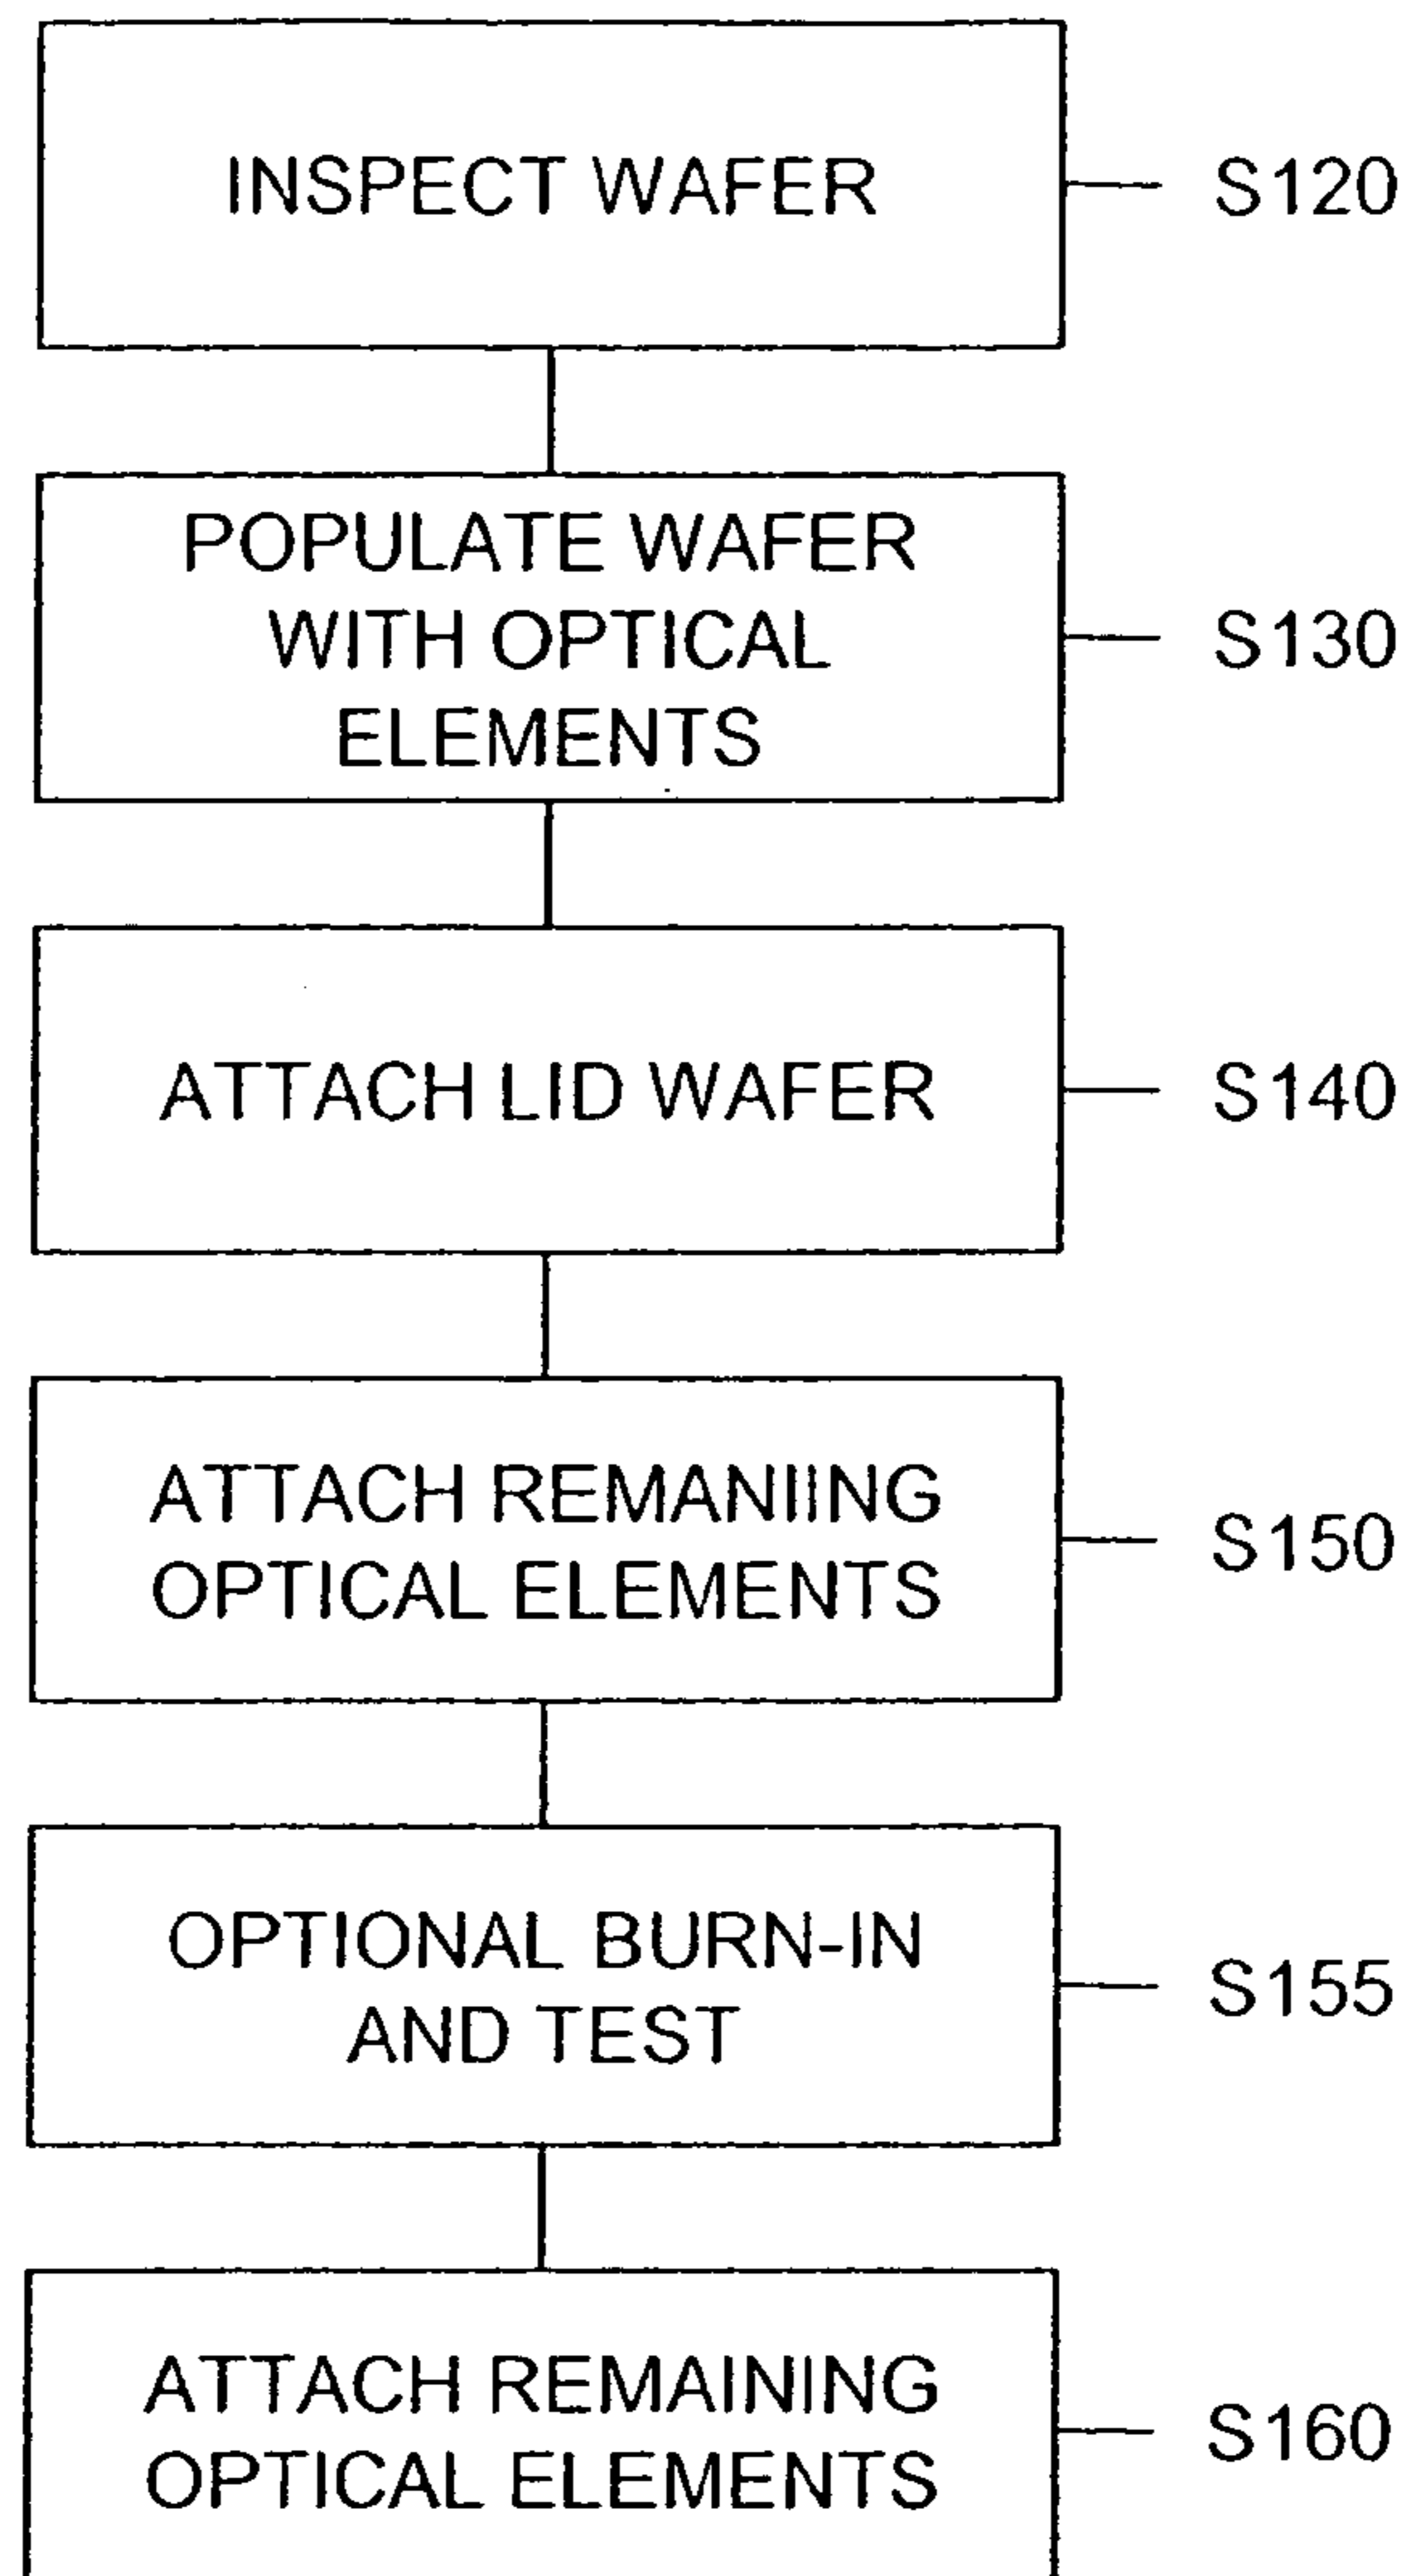 INSPECT WAFER
S120
POPULATE WAFER
WITH OPTICAL
ELEMENTS
S130
ATTACH LID WAFER
S140
ATTACH REMANIING
OPTICAL ELEMENTS
S150
OPTIONAL BURN-IN
AND TEST
S155
ATTACH REMAINING
OPTICAL ELEMENTS
S160